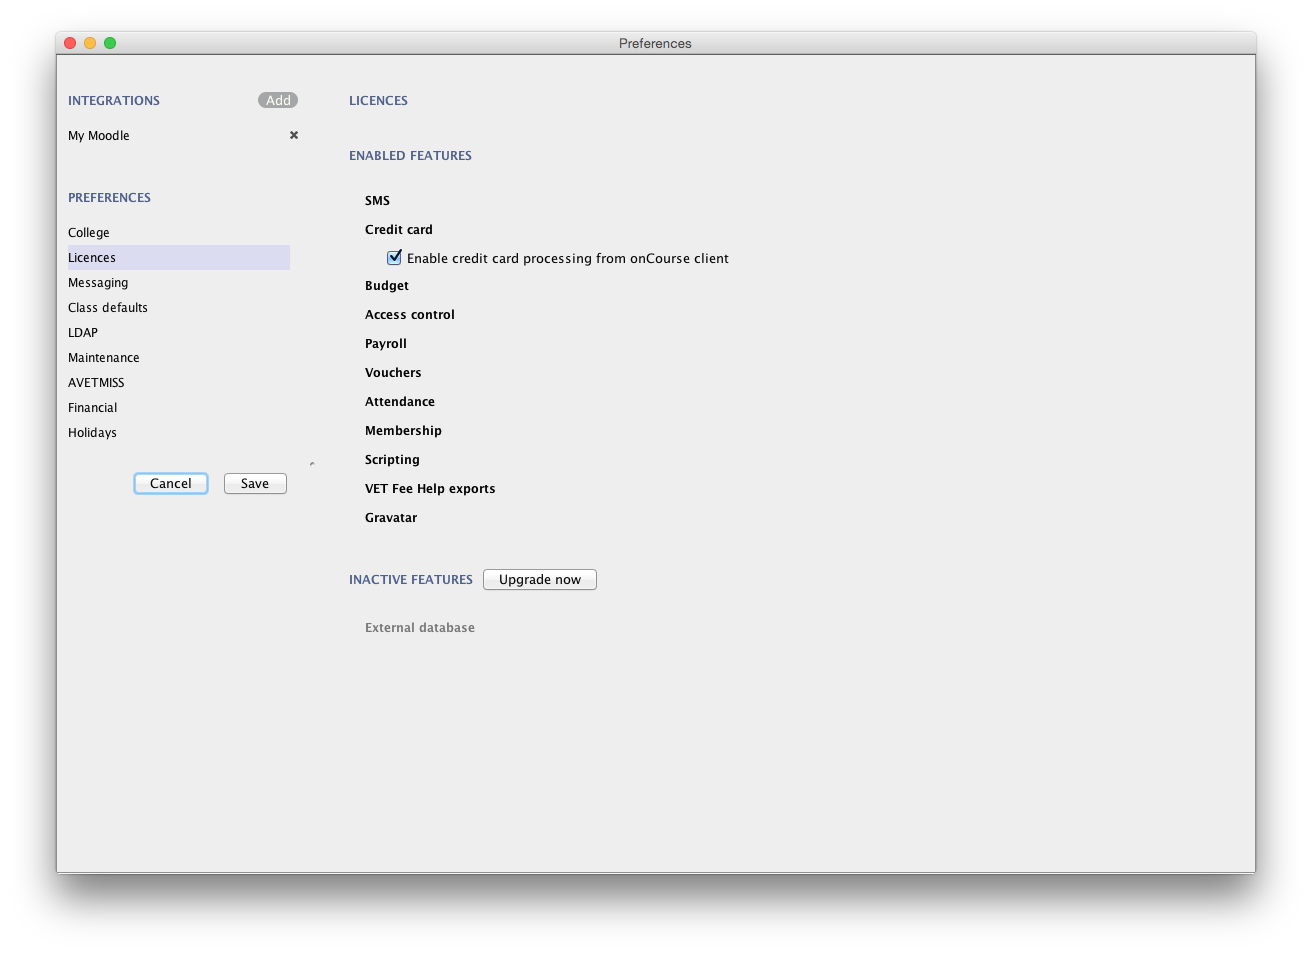 Preferences
INTEGRATIONS Add
My Moodle
PREFERENCES
College
Licences
Messaging
Class defaults
LDAP
Maintenance
AVETMISS
Financial
Holidays
Cancel Save
LICENCES
ENABLED FEATURES
SMS
Credit card
Enable credit card processing from onCourse client
Budget
Access control
Payroll
Vouchers
Attendance
Membership
Scripting
VET Fee Help exports
Gravatar
INACTIVE FEATURES Upgrade now
External database